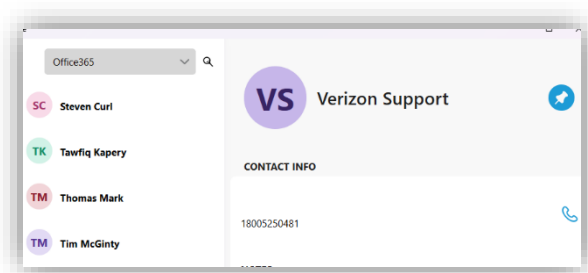 Office365
SC Steven Curl
TK Tawfiq Kapery
TM Thomas Mark
TM Tim McGinty
VS Verizon Support
CONTACT INFO
18005250481
NOTES